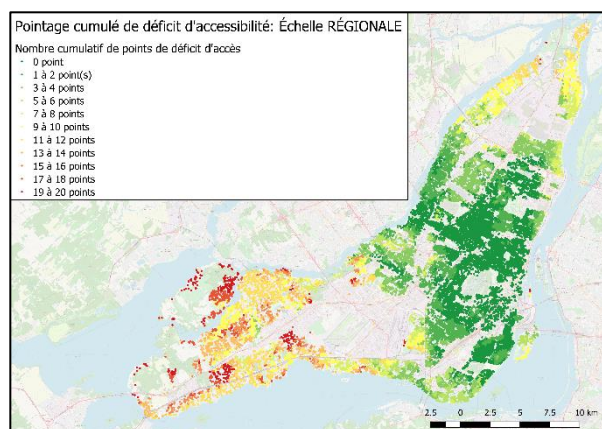 Pointage cumulé de déficit d'accessibilité: Échelle RÉGIONALE
Nombre cumulatif de points de déficit d'accès
0 point
1 à 2 point(s)
3 à 4 points
5 à 6 points
7 à 8 points
9 à 10 points
11 à 12 points
13 à 14 points
15 à 16 points
17 à 18 points
19 à 20 points
2.5 0 2.5 5 7.5 10 km